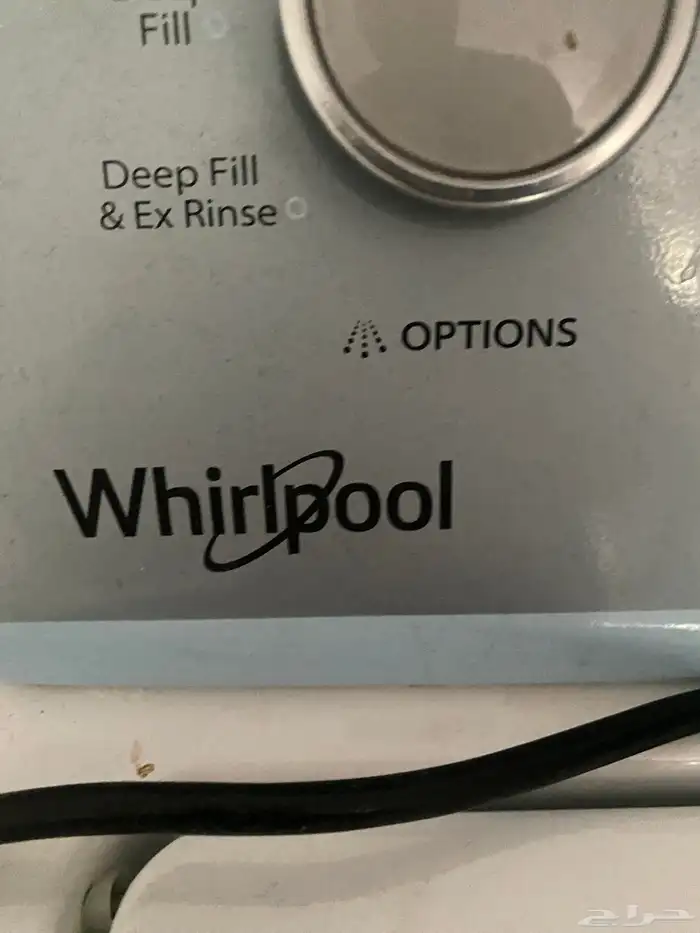 Fill
Deep Fill
& Ex Rinse
OPTIONS
Whirlpool
حراج